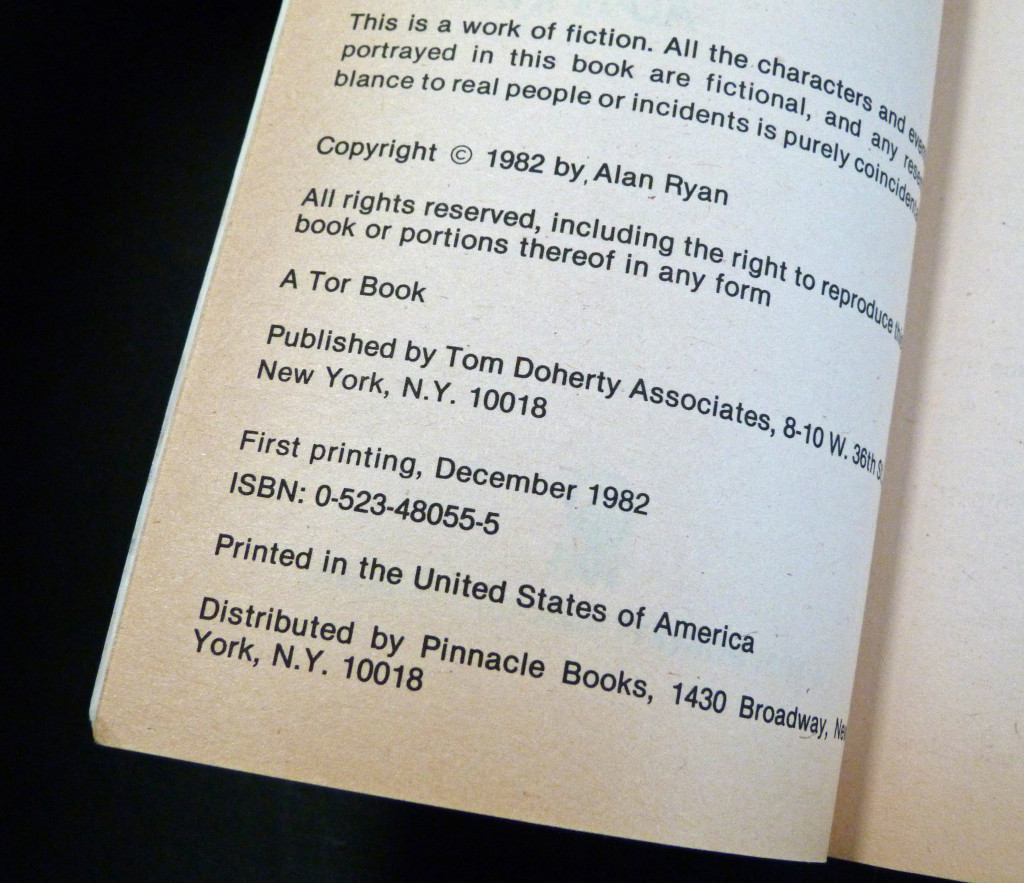 This is a work of fiction. All the characters and
portrayed in this book are fictional, and any
blance to real people or incidents is purely
Copyright © 1982 by Alan Ryan
All rights reserved, including the right to reproduce
book or portions thereof in any form
A Tor Book
Published by Tom Doherty Associates, 8-10 W. 36th
New York, N.Y. 10018
First printing, December 1982
ISBN: 0-523-48055-5
Printed in the United States of America
Distributed by Pinnacle Books, 1430 Broadway,
York, N.Y. 10018